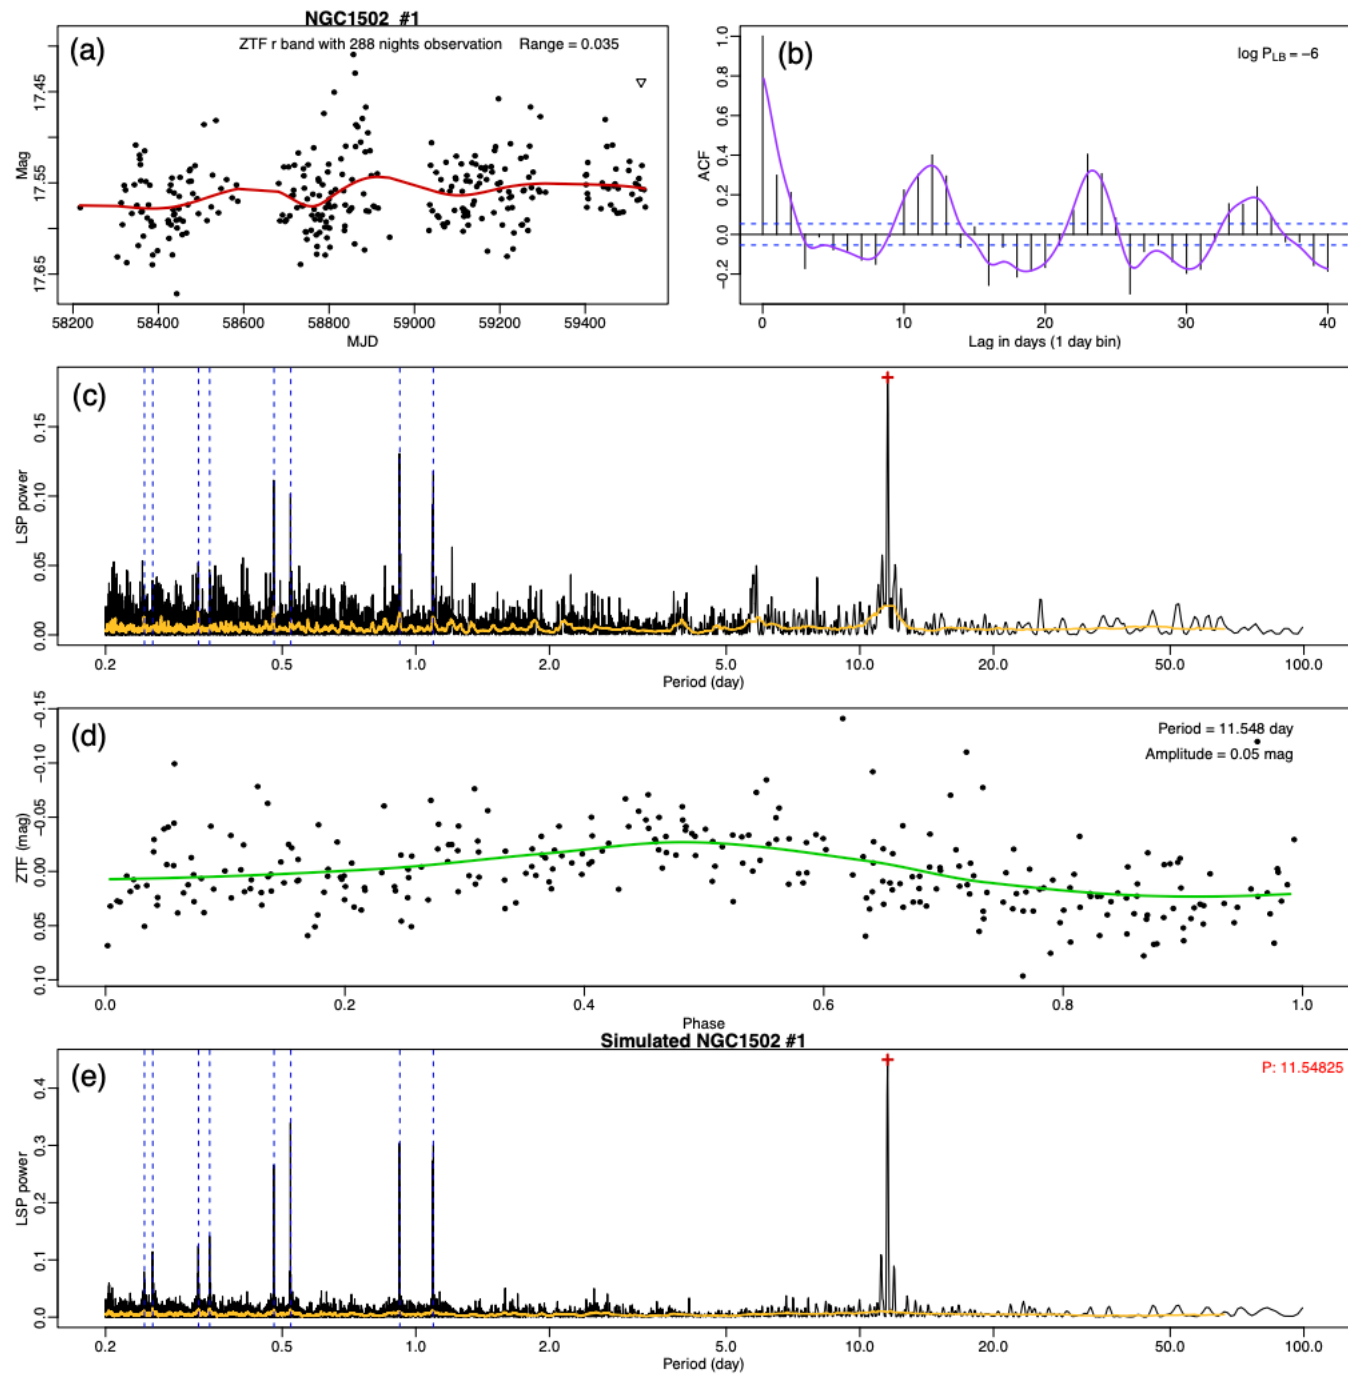 NGC1502 #1
(a)
ZTF r band with 288 nights observation Range = 0.035
Mag
17.45
17.55
17.65
58200 58400 58600 58800 59000 59200 59400
MJD
(b)
log P_LB = −6
ACF
1.0
0.8
0.6
0.4
0.2
0.0
−0.2
0 10 20 30 40
Lag in days (1 day bin)
(c)
LSP power
0.15
0.10
0.05
0.00
0.2 0.5 1.0 2.0 5.0 10.0 20.0 50.0 100.0
Period (day)
(d)
Period = 11.548 day
Amplitude = 0.05 mag
ZTF (mag)
−0.15
−0.10
−0.05
0.00
0.05
0.10
0.0 0.2 0.4 0.6 0.8 1.0
Phase
Simulated NGC1502 #1
(e)
P: 11.54825
LSP power
0.4
0.3
0.2
0.1
0.0
0.2 0.5 1.0 2.0 5.0 10.0 20.0 50.0 100.0
Period (day)